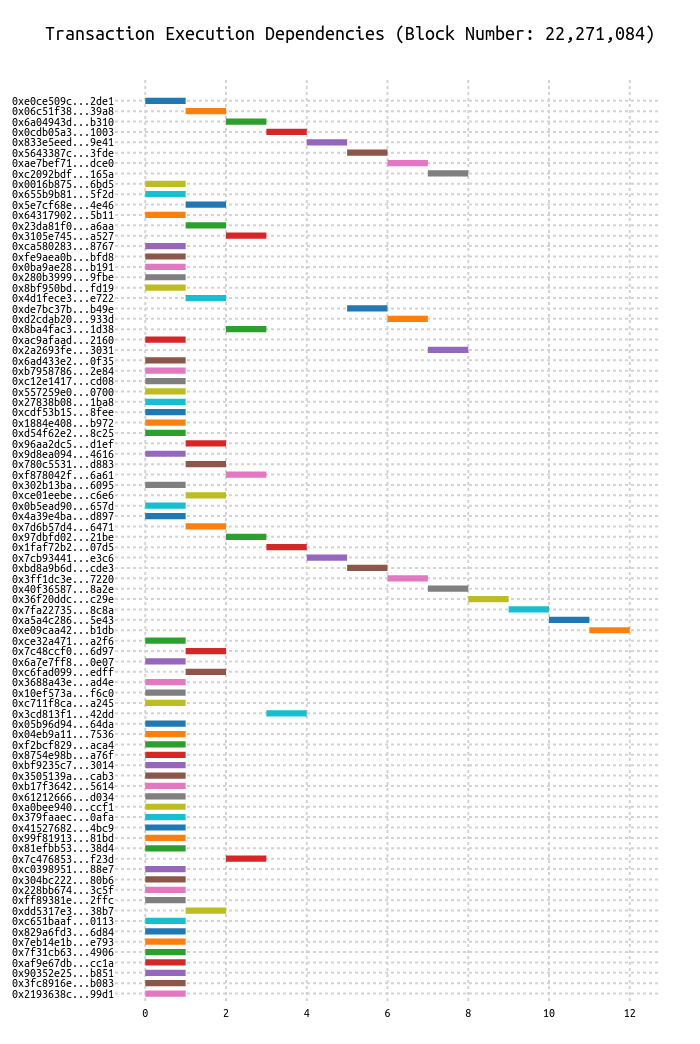 Transaction Execution Dependencies (Block Number: 22,271,084)
0xe0ce509c...2de1
0x06c51f38...39a8
0x6a04943d...b310
0x0cdb05a3...1003
0x833e5eed...9e41
0x5643387c...3fde
0xae7bef71...dce0
0xc2092bdf...165a
0x0016b875...6bd5
0x655b9b81...5f2d
0x5e7cf68e...4e46
0x64317902...5b11
0x23da81f0...a6aa
0x3105e745...a527
0xca580283...8767
0xfe9aea0b...bfd8
0x0ba9ae28...b191
0x280b3999...9fbe
0x8bf950bd...fd19
0x4d1fece3...e722
0xde7bc37b...b49e
0xd2cdab20...933d
0x8ba4fac3...1d38
0xac9afaad...2160
0x2a2693fe...3031
0x6ad433e2...0f35
0xb7958786...2e84
0xc12e1417...cd08
0x557259e0...0700
0x27838b08...1ba8
0xcdf53b15...8fee
0x1884e408...b972
0xd54f62e2...8c25
0x96aa2dc5...d1ef
0x9d8ea094...4616
0x780c5531...d883
0xf878042f...6a61
0x302b13ba...6095
0xce01eebe...c6e6
0x0b5ead90...657d
0x4a39e4ba...d897
0x7d6b57d4...6471
0x97dbfd02...21be
0x1faf72b2...07d5
0x7cb93441...e3c6
0xbd8a9b6d...cde3
0x3ff1dc3e...7220
0x40f36587...8a2e
0x36f20ddc...c29e
0x7fa22735...8c8a
0xa5a4c286...5e43
0xe09caa42...b1db
0xce32a471...a2f6
0x7c48ccf0...6d97
0x6a7e7ff8...0e07
0xc6fad099...edff
0x3688a43e...ad4e
0x10ef573a...f6c0
0xc711f8ca...a245
0x3cd813f1...42dd
0x05b96d94...64da
0x04eb9a11...7536
0xf2bcf829...aca4
0x8754e98b...a76f
0xbf9235c7...3014
0x3505139a...cab3
0xb17f3642...5614
0x61212666...d034
0xa0bee940...ccf1
0x379faaec...0afa
0x41527682...4bc9
0x99f81913...81bd
0x81efbb53...38d4
0x7c476853...f23d
0xc0398951...88e7
0x304bc222...80b6
0x228bb674...3c5f
0xff89381e...2ffc
0xdd5317e3...38b7
0xc651baaf...0113
0x829a6fd3...6d84
0x7eb14e1b...e793
0x7f31cb63...4906
0xaf9e67db...cc1a
0x90352e25...b851
0x3fc8916e...b083
0x2193638c...99d1
0 2 4 6 8 10 12